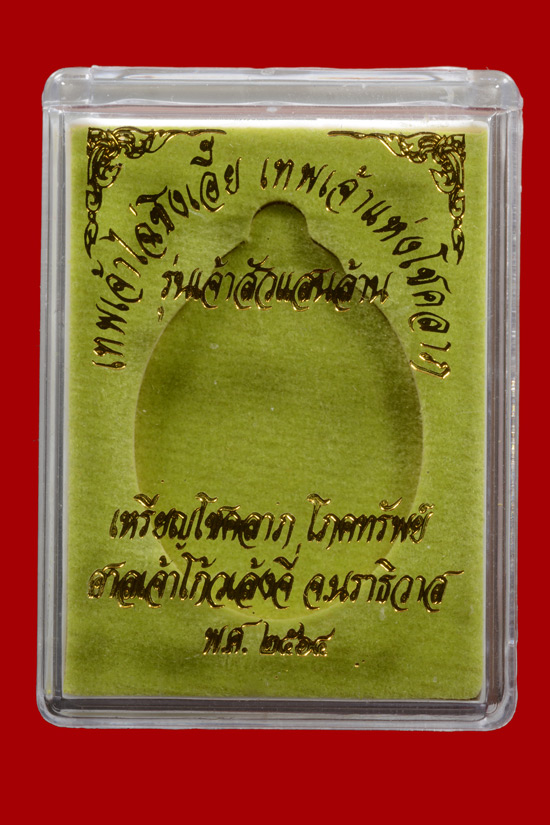 เทพเจ้าไฉ่ซิงเอี้ย เทพเจ้าแห่งโชคลาภ
รุ่นเจ้าสัวแสนล้าน
เหรียญโชคลาภ โภคทรัพย์
ศาลเจ้าโก้วเล้งจี่ จ.นราธิวาส
พ.ศ. ๒๕๖๔